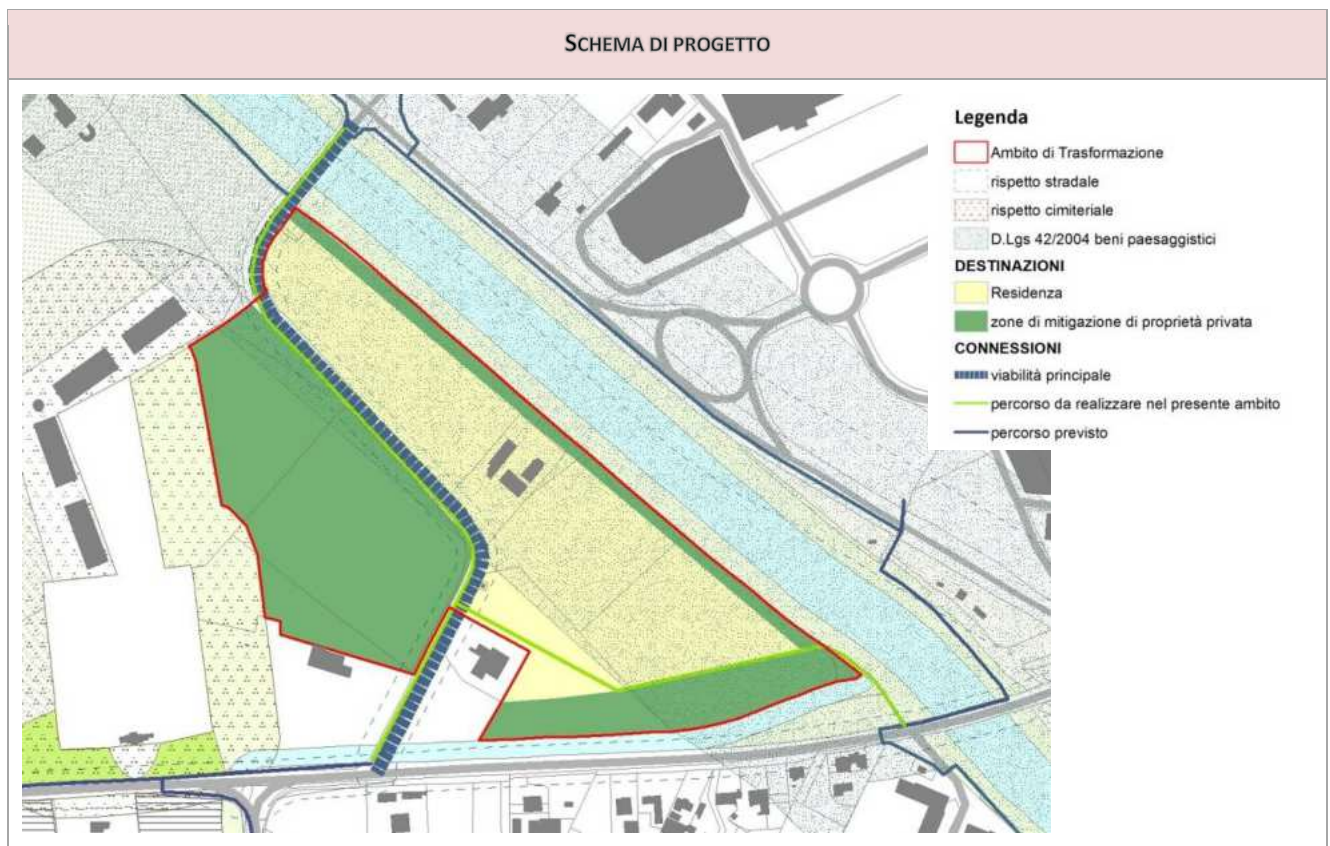 SCHEMA DI PROGETTO
Legenda
Ambito di Trasformazione
rispetto stradale
rispetto cimiteriale
D.Lgs 42/2004 beni paesaggistici
DESTINAZIONI
Residenza
zone di mitigazione di proprietà privata
CONNESSIONI
viabilità principale
percorso da realizzare nel presente ambito
percorso previsto